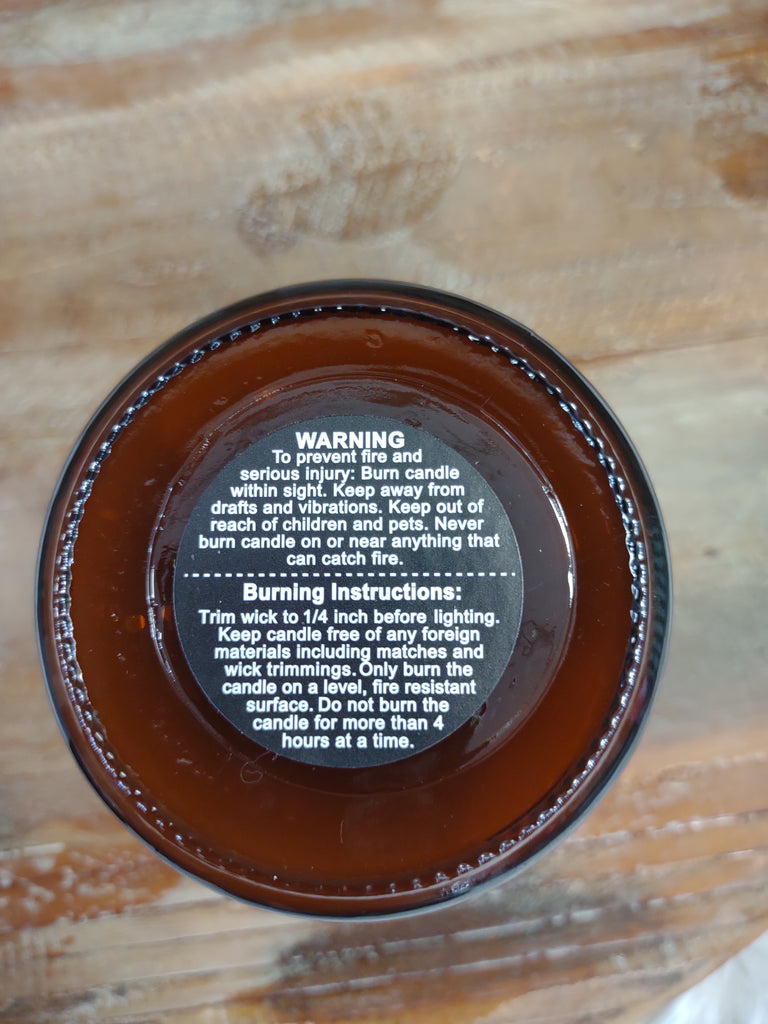 WARNING
To prevent fire and
serious injury: Burn candle
within sight. Keep away from
drafts and vibrations. Keep out of
reach of children and pets. Never
burn candle on or near anything that
can catch fire.
Burning Instructions:
Trim wick to 1/4 inch before lighting.
Keep candle free of any foreign
materials including matches and
wick trimmings. Only burn the
candle on a level, fire resistant
surface. Do not burn the
candle for more than 4
hours at a time.